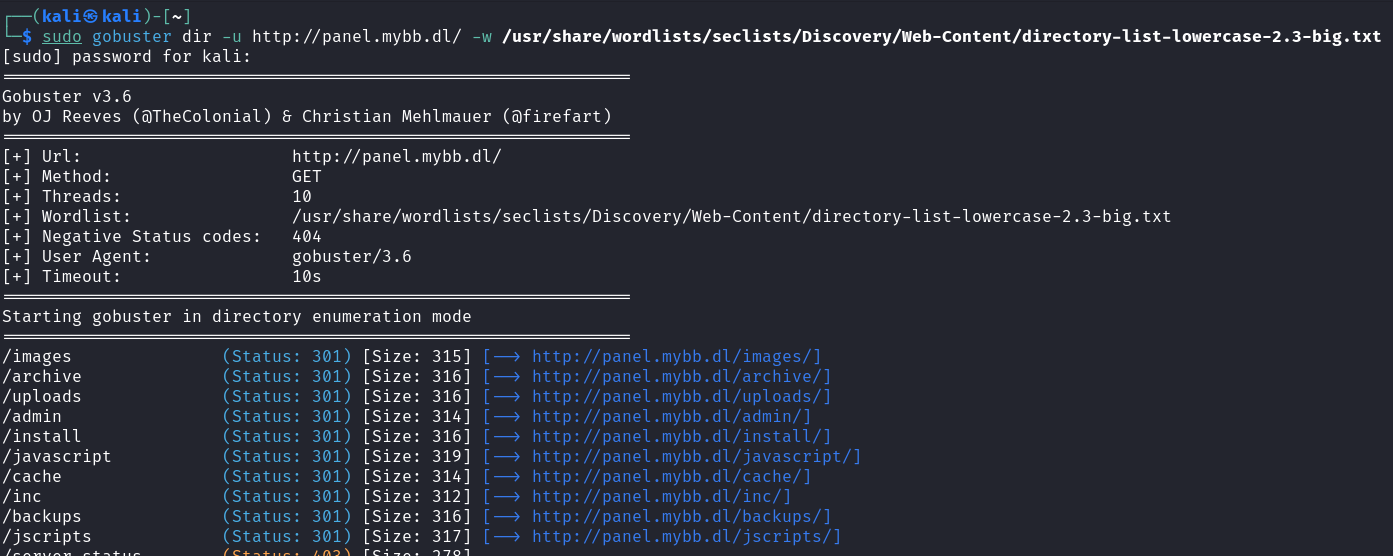 ┌──(kali㉿kali)-[~]
└─$ sudo gobuster dir -u http://panel.mybb.dl/ -w /usr/share/wordlists/seclists/Discovery/Web-Content/directory-list-lowercase-2.3-big.txt
[sudo] password for kali:
===============================================================
Gobuster v3.6
by OJ Reeves (@TheColonial) & Christian Mehlmauer (@firefart)
===============================================================
[+] Url:                     http://panel.mybb.dl/
[+] Method:                  GET
[+] Threads:                 10
[+] Wordlist:                /usr/share/wordlists/seclists/Discovery/Web-Content/directory-list-lowercase-2.3-big.txt
[+] Negative Status codes:   404
[+] User Agent:              gobuster/3.6
[+] Timeout:                 10s
===============================================================
Starting gobuster in directory enumeration mode
===============================================================
/images               (Status: 301) [Size: 315] [--> http://panel.mybb.dl/images/]
/archive              (Status: 301) [Size: 316] [--> http://panel.mybb.dl/archive/]
/uploads              (Status: 301) [Size: 316] [--> http://panel.mybb.dl/uploads/]
/admin                (Status: 301) [Size: 314] [--> http://panel.mybb.dl/admin/]
/install              (Status: 301) [Size: 316] [--> http://panel.mybb.dl/install/]
/javascript           (Status: 301) [Size: 319] [--> http://panel.mybb.dl/javascript/]
/cache                (Status: 301) [Size: 314] [--> http://panel.mybb.dl/cache/]
/inc                  (Status: 301) [Size: 312] [--> http://panel.mybb.dl/inc/]
/backups              (Status: 301) [Size: 316] [--> http://panel.mybb.dl/backups/]
/jscripts             (Status: 301) [Size: 317] [--> http://panel.mybb.dl/jscripts/]
/server-status        (Status: 403) [Size: 278]